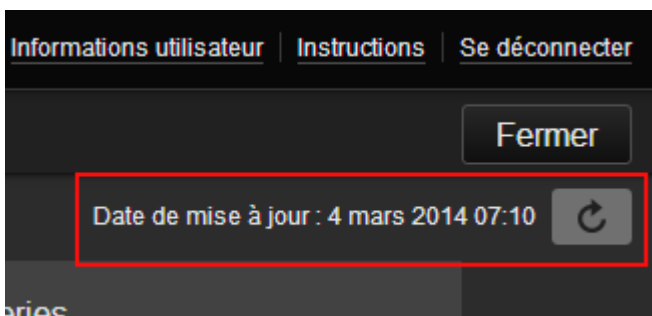 Informations utilisateur Instructions Se déconnecter
Fermer
Date de mise à jour : 4 mars 2014 07:10